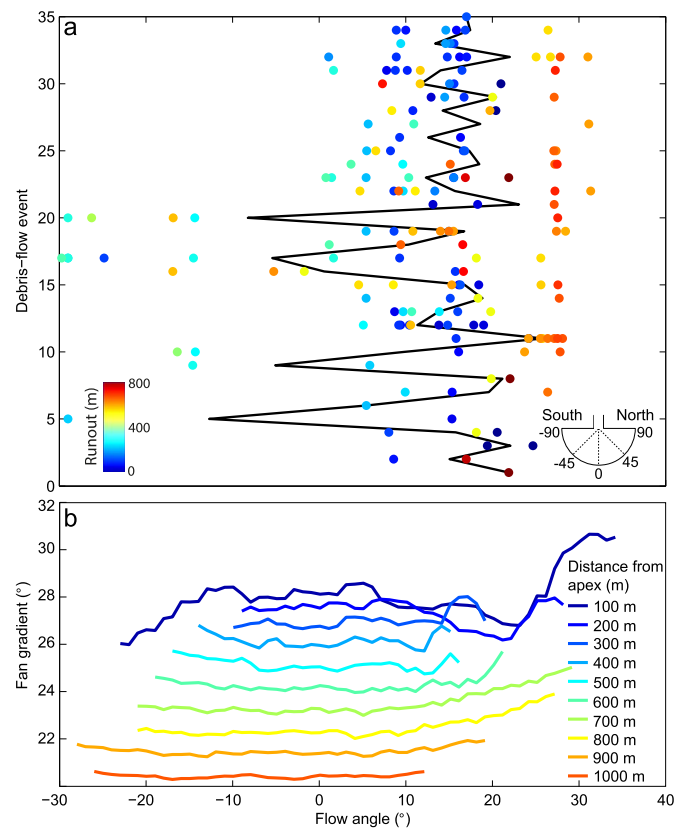 a
35
30
25
20
15
10
5
0
Debris−flow event
Runout (m)
800
400
0
South
North
-90
90
-45
45
0
b
32
30
28
26
24
22
Fan gradient (°)
Distance from
apex (m)
100 m
200 m
300 m
400 m
500 m
600 m
700 m
800 m
900 m
1000 m
−30
−20
−10
0
10
20
30
40
Flow angle (°)